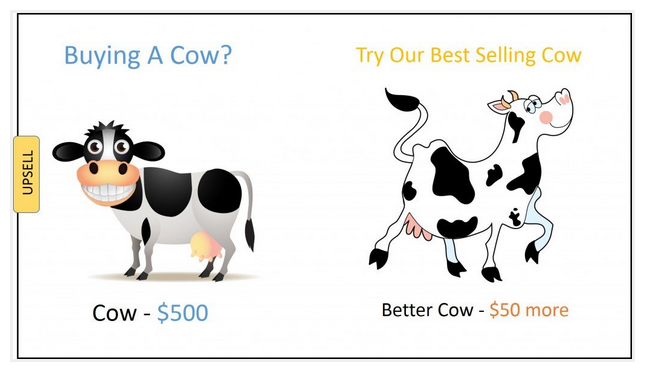 Buying A Cow?
Try Our Best Selling Cow
UPSELL
Cow - $500
Better Cow - $50 more